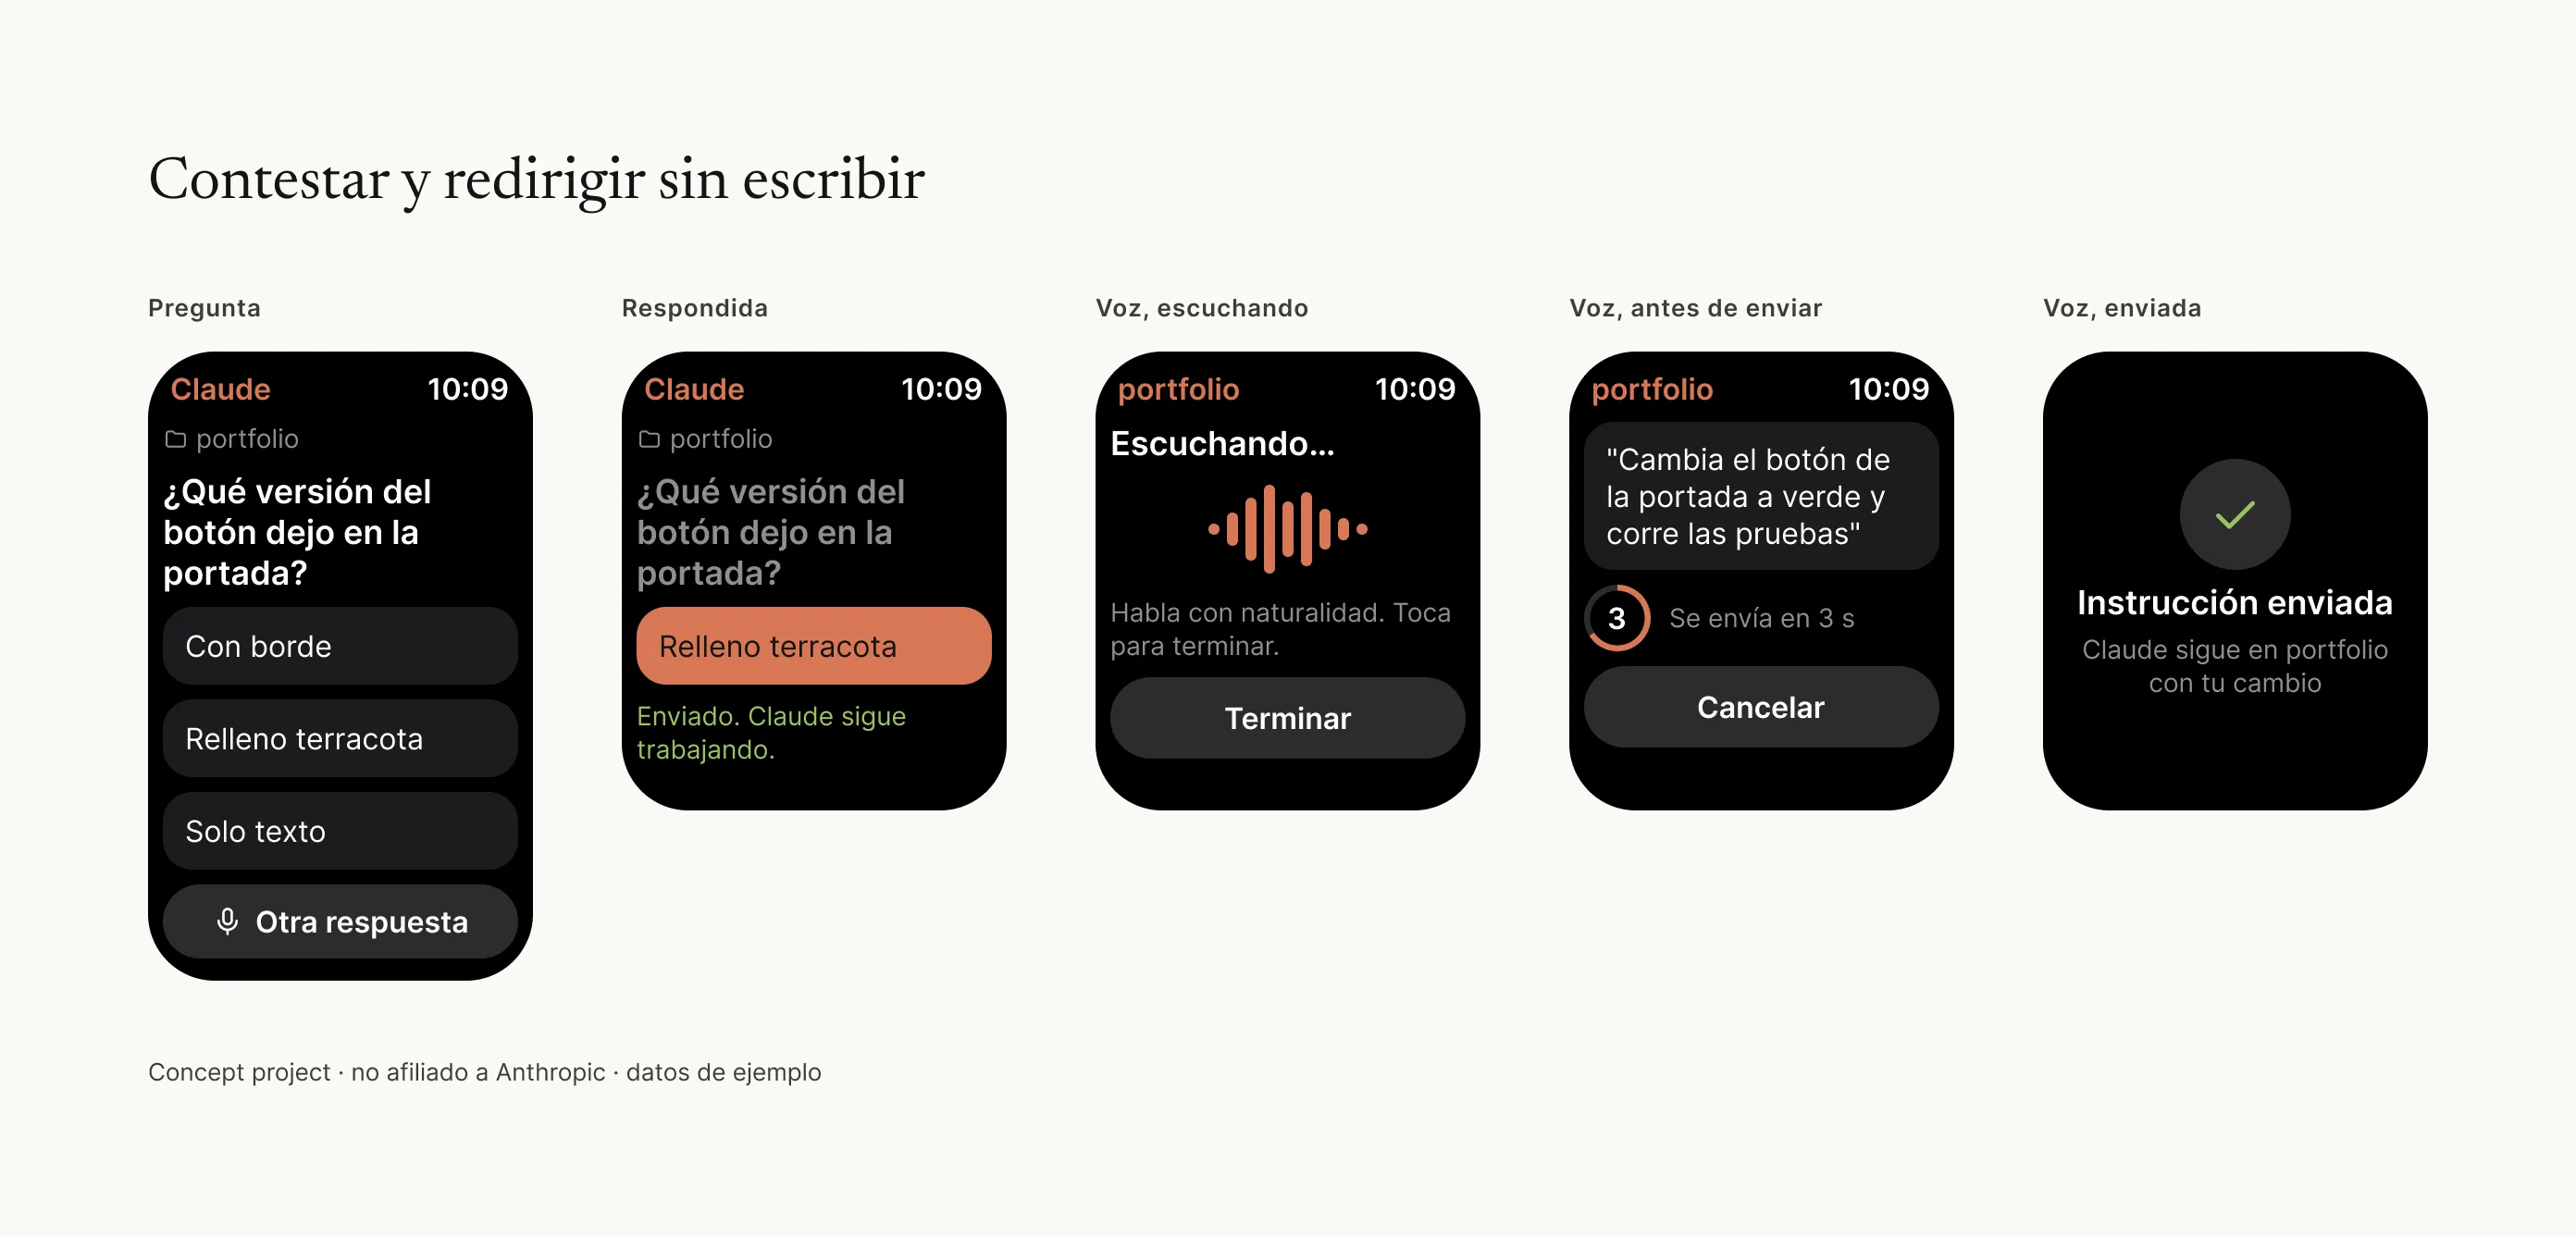 Contestar y redirigir sin escribir
Pregunta
Claude 10:09
portfolio
¿Qué versión del
botón dejo en la
portada?
Con borde
Relleno terracota
Solo texto
Otra respuesta
Respondida
Claude 10:09
portfolio
¿Qué versión del
botón dejo en la
portada?
Relleno terracota
Enviado. Claude sigue
trabajando.
Voz, escuchando
portfolio 10:09
Escuchando...
Habla con naturalidad. Toca
para terminar.
Terminar
Voz, antes de enviar
portfolio 10:09
"Cambia el botón de
la portada a verde y
corre las pruebas"
3 Se envía en 3 s
Cancelar
Voz, enviada
Instrucción enviada
Claude sigue en portfolio
con tu cambio
Concept project · no afiliado a Anthropic · datos de ejemplo